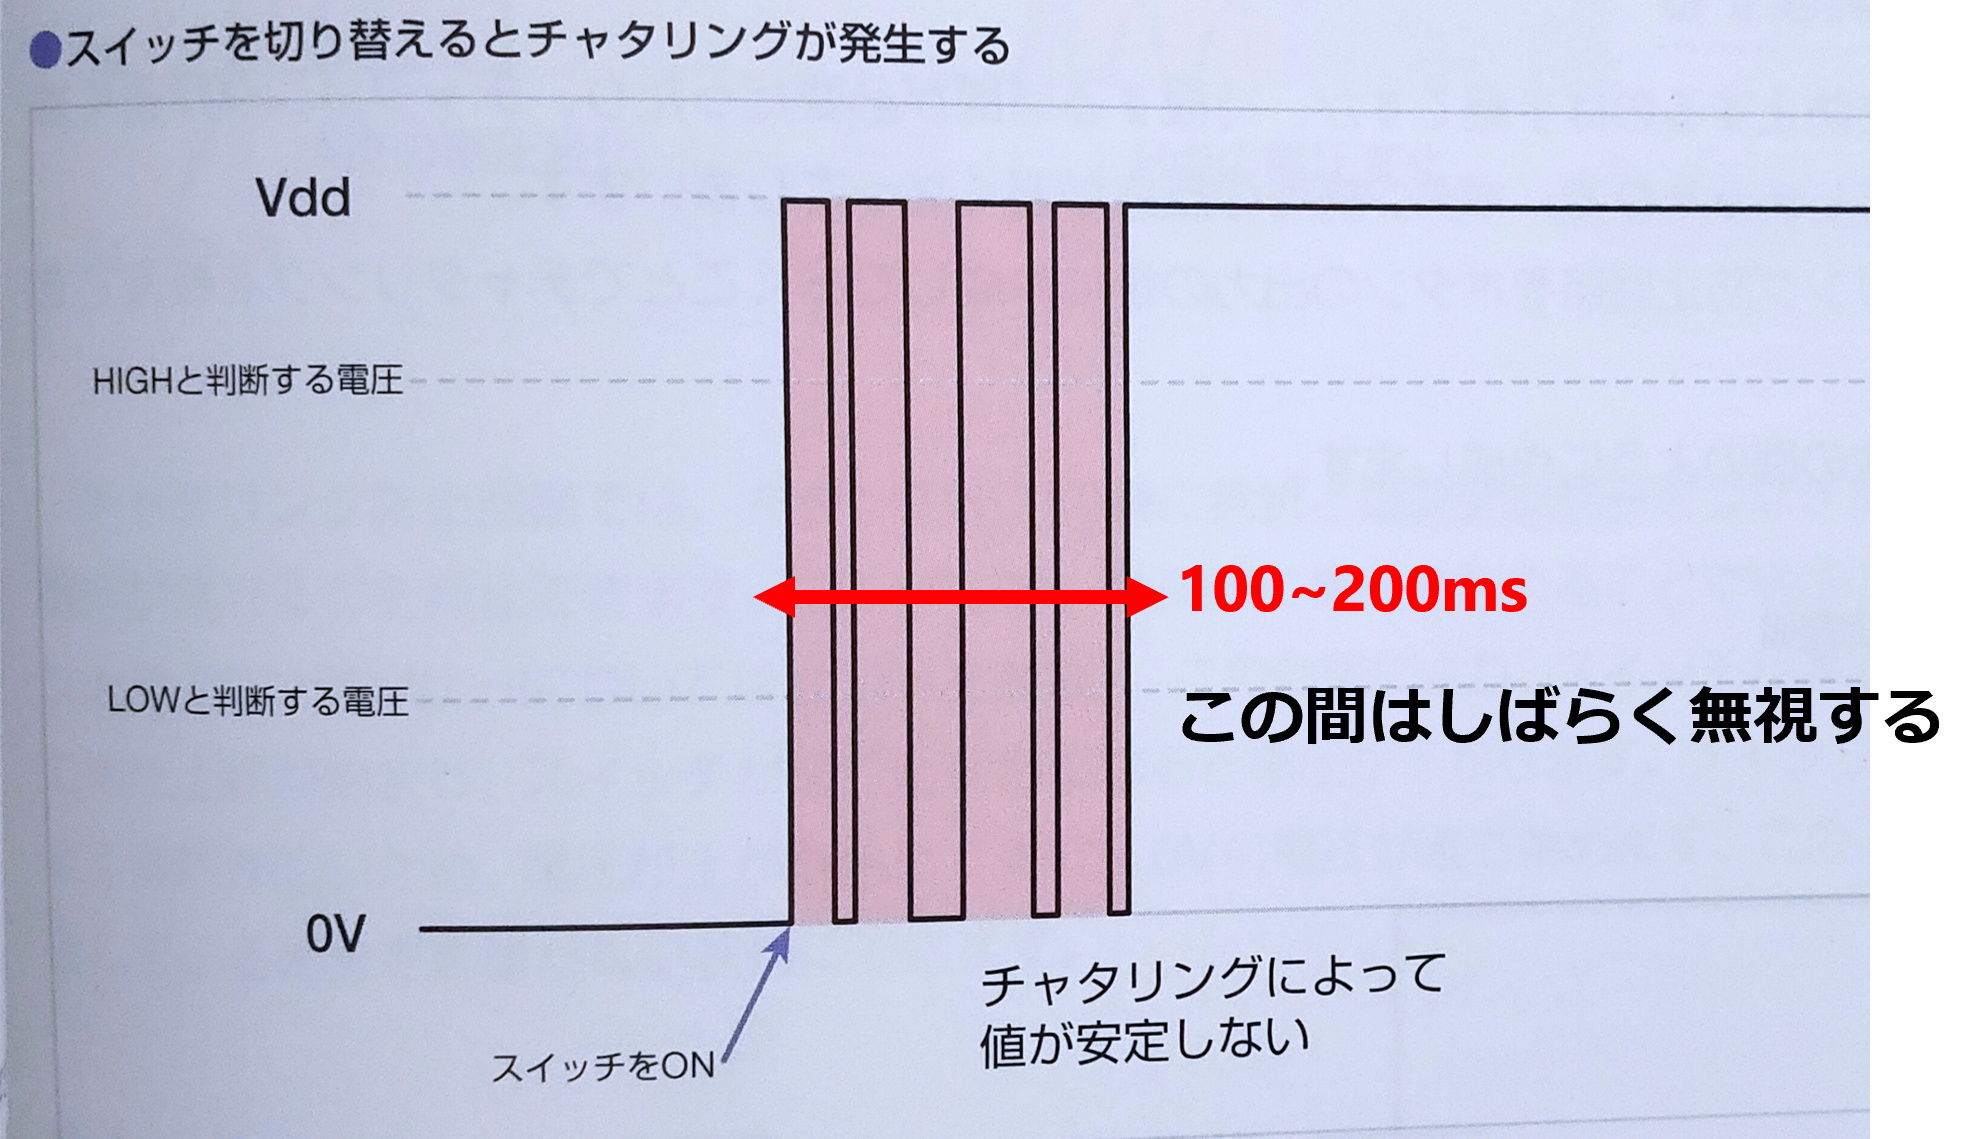 ●スイッチを切り替えるとチャタリングが発生する
Vdd
HIGHと判断する電圧
100~200ms
LOWと判断する電圧
この間はしばらく無視する
0V
チャタリングによって
値が安定しない
スイッチをON